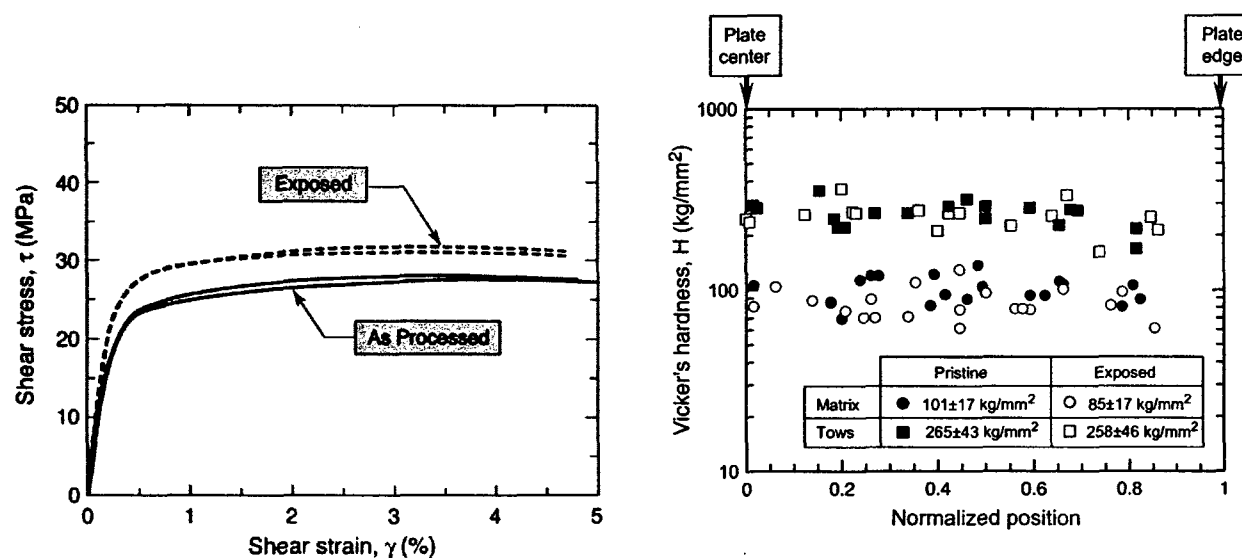 50
40
30
20
10
0
Shear stress, τ (MPa)
Exposed
As Processed
0 1 2 3 4 5
Shear strain, γ (%)
Plate
center
Plate
edge
1000
100
10
Vicker's hardness, H (kg/mm²)
Pristine Exposed
Matrix ● 101±17 kg/mm² ○ 85±17 kg/mm²
Tows ■ 265±43 kg/mm² □ 258±46 kg/mm²
0 0.2 0.4 0.6 0.8 1
Normalized position